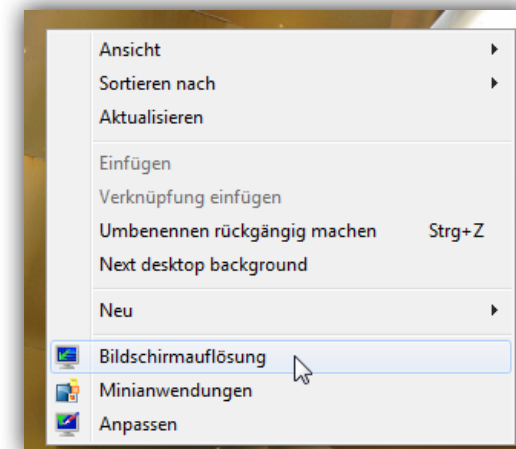 Ansicht
Sortieren nach
Aktualisieren
Einfügen
Verknüpfung einfügen
Umbenennen rückgängig machen Strg+Z
Next desktop background
Neu
Bildschirmauflösung
Minianwendungen
Anpassen